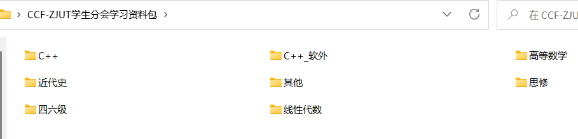 CCF-ZJUT学生分会学习资料包
在 CCF-ZJU
C++
C++_软外
高等数学
近代史
其他
思修
四六级
线性代数